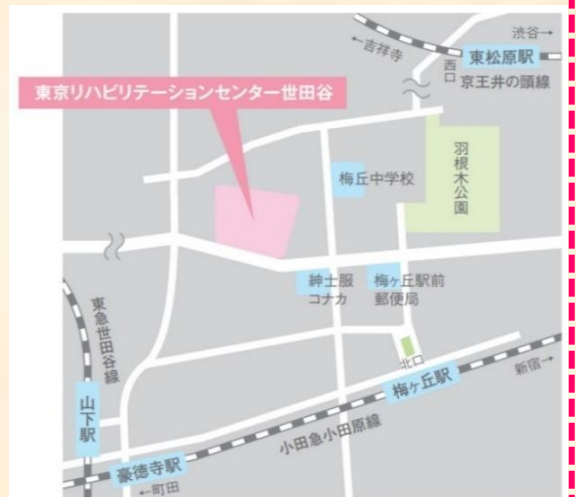 渋谷→
←吉祥寺
東松原駅
西口
京王井の頭線
東京リハビリテーションセンター世田谷
梅丘中学校
羽根木公園
紳士服
コナカ
梅ヶ丘駅前
郵便局
東急世田谷線
北口
新宿→
梅ヶ丘駅
山下駅
小田急小田原線
豪徳寺駅
←町田